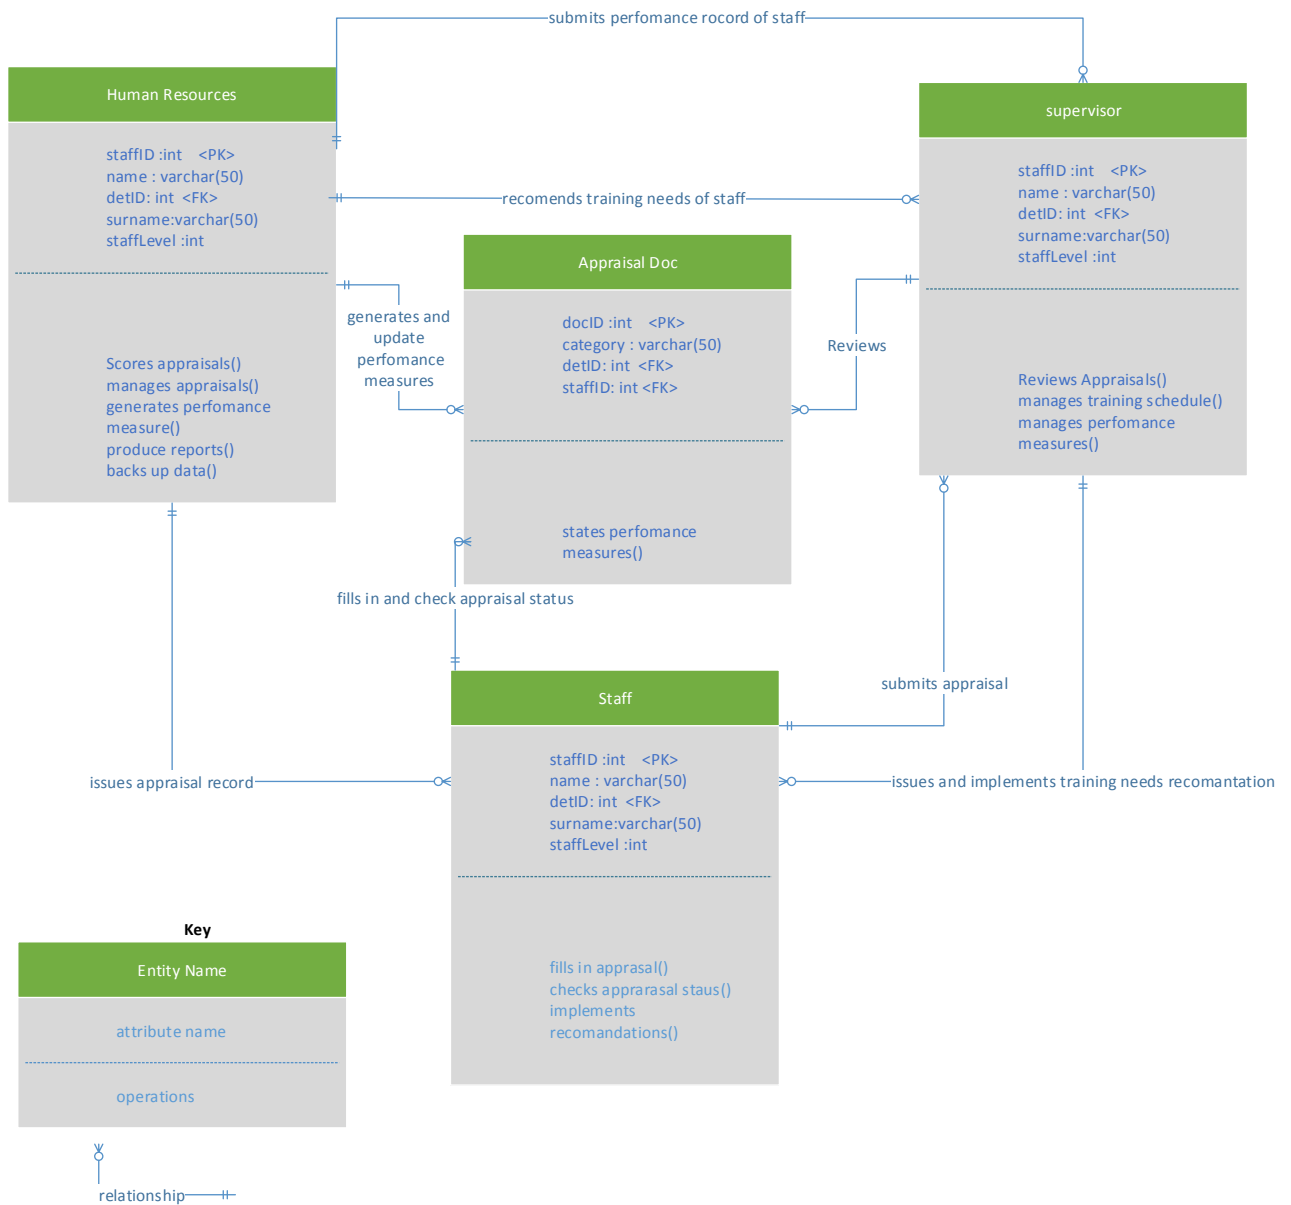 submits perfomance rocord of staff
Human Resources
staffID :int <PK>
name : varchar(50)
detID: int <FK>
surname:varchar(50)
staffLevel :int
Scores appraisals()
manages appraisals()
generates perfomance
measure()
produce reports()
backs up data()
supervisor
staffID :int <PK>
name : varchar(50)
detID: int <FK>
surname:varchar(50)
staffLevel :int
Reviews Appraisals()
manages training schedule()
manages perfomance
measures()
recomends training needs of staff
Appraisal Doc
docID :int <PK>
category : varchar(50)
detID: int <FK>
staffID: int <FK>
states perfomance
measures()
generates and
update
perfomance
measures
Reviews
fills in and check appraisal status
submits appraisal
Staff
staffID :int <PK>
name : varchar(50)
detID: int <FK>
surname:varchar(50)
staffLevel :int
fills in apprasal()
checks apprarasal staus()
implements
recomandations()
issues appraisal record
issues and implements training needs recomantation
Key
Entity Name
attribute name
operations
relationship